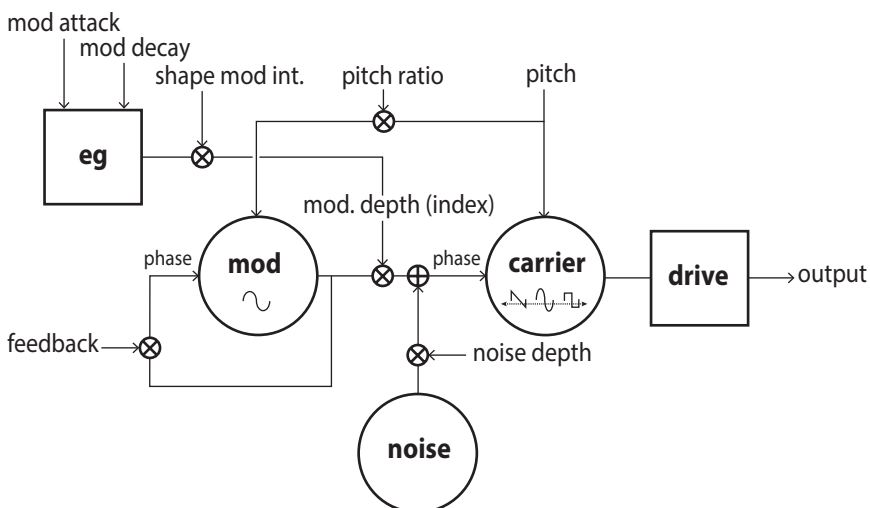 mod attack
mod decay
shape mod int.
pitch ratio
pitch
eg
mod. depth (index)
phase
mod
phase
carrier
drive
output
feedback
noise depth
noise